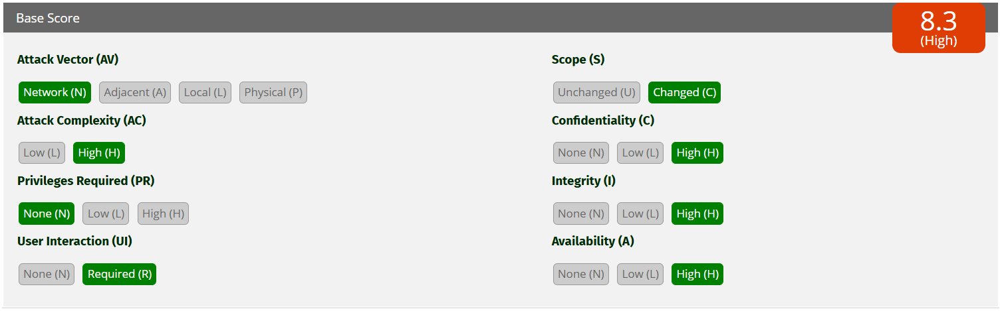 Base Score
8.3
(High)
Attack Vector (AV)
Network (N) Adjacent (A) Local (L) Physical (P)
Attack Complexity (AC)
Low (L) High (H)
Privileges Required (PR)
None (N) Low (L) High (H)
User Interaction (UI)
None (N) Required (R)
Scope (S)
Unchanged (U) Changed (C)
Confidentiality (C)
None (N) Low (L) High (H)
Integrity (I)
None (N) Low (L) High (H)
Availability (A)
None (N) Low (L) High (H)